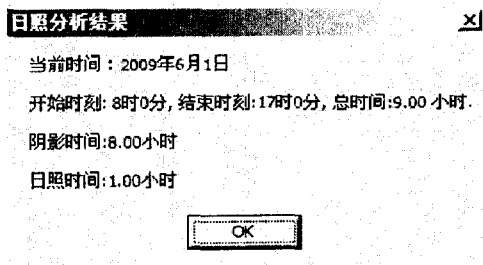 日照分析结果
当前时间：2009年6月1日
开始时刻: 8时0分, 结束时刻:17时0分, 总时间:9.00 小时.
阴影时间:8.00小时
日照时间:1.00小时
OK